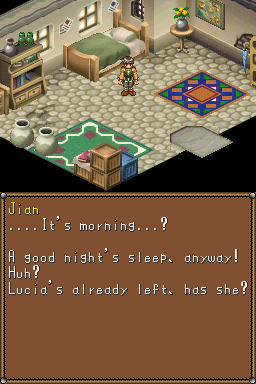 Jian
....It's morning...?
A good night's sleep、anyway!
Huh?
Lucia's already left、has she?